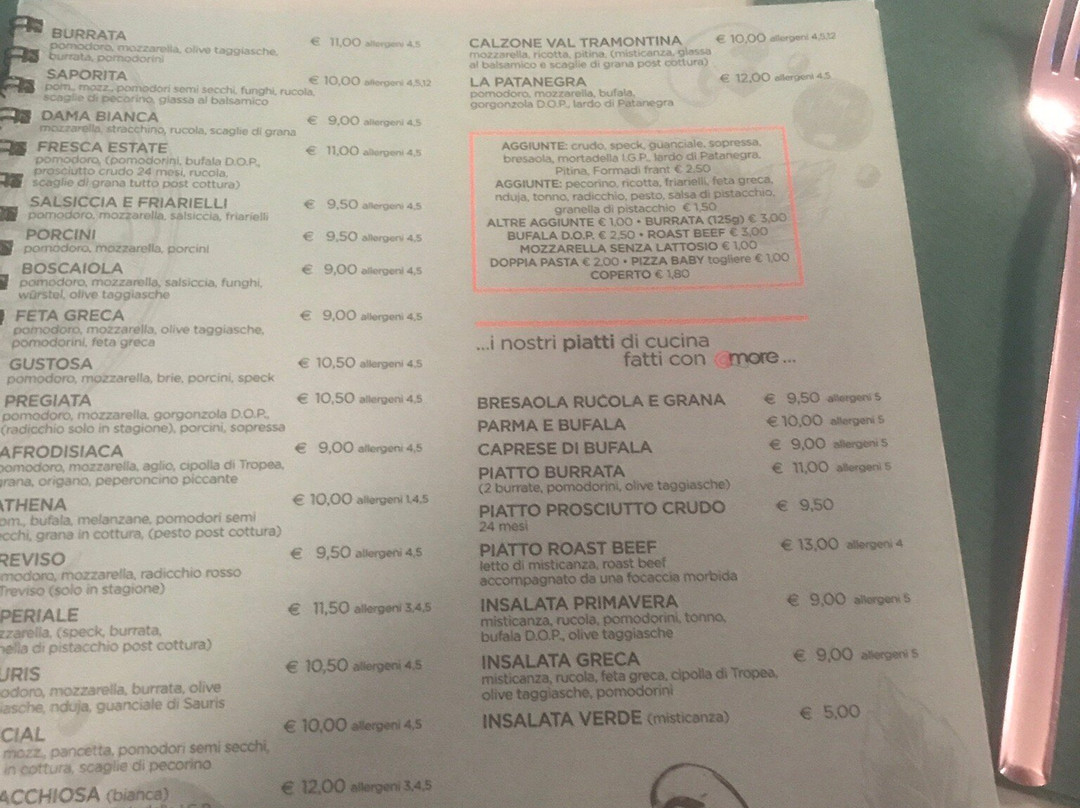 BURRATA € 11,00 allergeni 4,5
pomodoro, mozzarella, olive taggiasche,
burrata, pomodorini
SAPORITA € 10,00 allergeni 4,5,12
pom., mozz., pomodori semi secchi, funghi, rucola,
scaglie di pecorino, glassa al balsamico
DAMA BIANCA € 9,00 allergeni 4,5
mozzarella, stracchino, rucola, scaglie di grana
FRESCA ESTATE € 11,00 allergeni 4,5
pomodoro, (pomodorini, bufala D.O.P.,
prosciutto crudo 24 mesi, rucola,
scaglie di grana tutto post cottura)
SALSICCIA E FRIARIELLI € 9,50 allergeni 4,5
pomodoro, mozzarella, salsiccia, friarielli
PORCINI € 9,50 allergeni 4,5
pomodoro, mozzarella, porcini
BOSCAIOLA € 9,00 allergeni 4,5
pomodoro, mozzarella, salsiccia, funghi,
würstel, olive taggiasche
FETA GRECA € 9,00 allergeni 4,5
pomodoro, mozzarella, olive taggiasche,
pomodorini, feta greca
GUSTOSA € 10,50 allergeni 4,5
pomodoro, mozzarella, brie, porcini, speck
PREGIATA € 10,50 allergeni 4,5
pomodoro, mozzarella, gorgonzola D.O.P.,
(radicchio solo in stagione), porcini, sopressa
AFRODISIACA € 9,00 allergeni 4,5
pomodoro, mozzarella, aglio, cipolla di Tropea,
grana, origano, peperoncino piccante
ATHENA € 10,00 allergeni 1,4,5
om., bufala, melanzane, pomodori semi
cchi, grana in cottura, (pesto post cottura)
REVISO € 9,50 allergeni 4,5
modoro, mozzarella, radicchio rosso
Treviso (solo in stagione)
PERIALE € 11,50 allergeni 3,4,5
zzarella, (speck, burrata,
nella di pistacchio post cottura)
URIS € 10,50 allergeni 4,5
odoro, mozzarella, burrata, olive
iasche, nduja, guanciale di Sauris
CIAL € 10,00 allergeni 4,5
mozz., pancetta, pomodori semi secchi,
in cottura, scaglie di pecorino
ACCHIOSA (bianca) € 12,00 allergeni 3,4,5
CALZONE VAL TRAMONTINA € 10,00 allergeni 4,5,12
mozzarella, ricotta, pitina, (misticanza, glassa
al balsamico e scaglie di grana post cottura)
LA PATANEGRA € 12,00 allergeni 4,5
pomodoro, mozzarella, bufala,
gorgonzola D.O.P., lardo di Patanegra
AGGIUNTE: crudo, speck, guanciale, sopressa,
bresaola, mortadella I.G.P., lardo di Patanegra,
Pitina, Formadi frant € 2,50
AGGIUNTE: pecorino, ricotta, friarielli, feta greca,
nduja, tonno, radicchio, pesto, salsa di pistacchio,
granella di pistacchio € 1,50
ALTRE AGGIUNTE € 1,00 • BURRATA (125g) € 3,00
BUFALA D.O.P. € 2,50 • ROAST BEEF € 3,00
MOZZARELLA SENZA LATTOSIO € 1,00
DOPPIA PASTA € 2,00 • PIZZA BABY togliere € 1,00
COPERTO € 1,80
...i nostri piatti di cucina
fatti con @more ...
BRESAOLA RUCOLA E GRANA € 9,50 allergeni 5
PARMA E BUFALA € 10,00 allergeni 5
CAPRESE DI BUFALA € 9,00 allergeni 5
PIATTO BURRATA € 11,00 allergeni 5
(2 burrate, pomodorini, olive taggiasche)
PIATTO PROSCIUTTO CRUDO € 9,50
24 mesi
PIATTO ROAST BEEF € 13,00 allergeni 4
letto di misticanza, roast beef
accompagnato da una focaccia morbida
INSALATA PRIMAVERA € 9,00 allergeni 5
misticanza, rucola, pomodorini, tonno,
bufala D.O.P., olive taggiasche
INSALATA GRECA € 9,00 allergeni 5
misticanza, rucola, feta greca, cipolla di Tropea,
olive taggiasche, pomodorini
INSALATA VERDE (misticanza) € 5,00